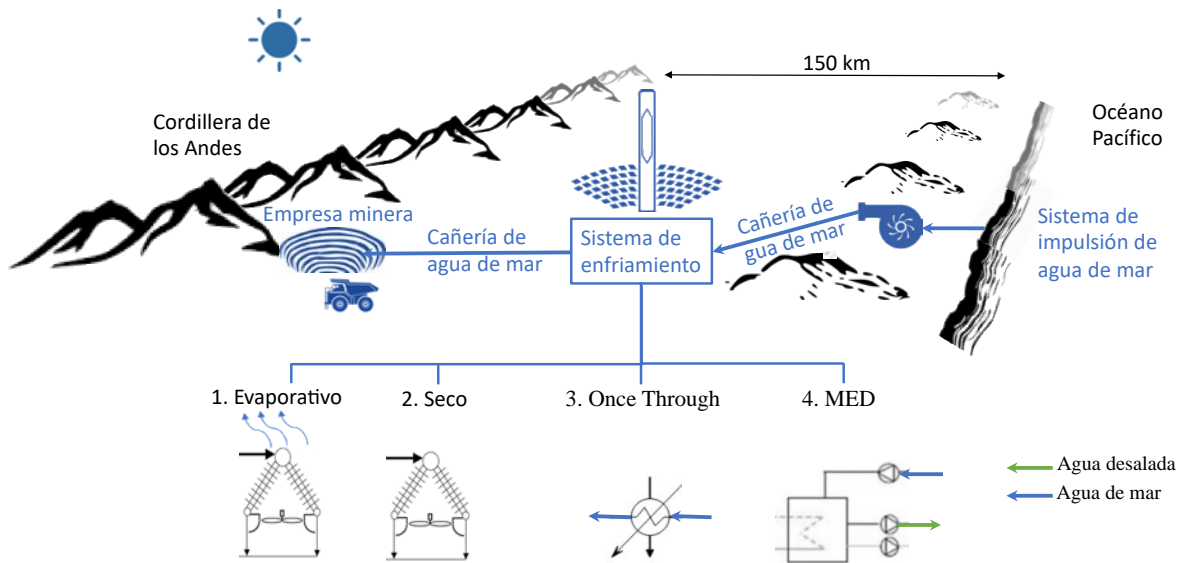 150 km
Cordillera de
los Andes
Océano
Pacífico
Empresa minera
Cañería de
agua de mar
Sistema de
enfriamiento
Cañería de
gua de mar
Sistema de
impulsión de
agua de mar
1. Evaporativo
2. Seco
3. Once Through
4. MED
Agua desalada
Agua de mar